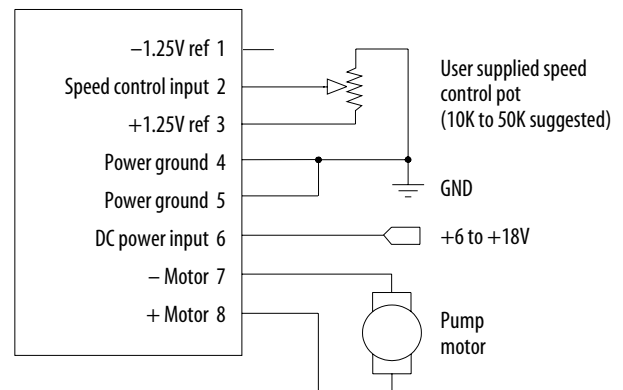 −1.25V ref 1
Speed control input 2
+1.25V ref 3
Power ground 4
Power ground 5
DC power input 6
− Motor 7
+ Motor 8
User supplied speed
control pot
(10K to 50K suggested)
GND
+6 to +18V
Pump
motor